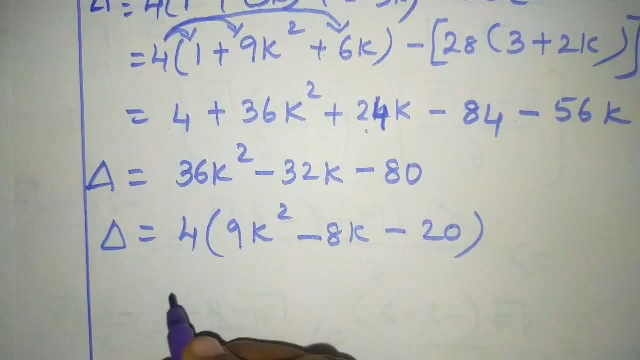 = 4(1 + 9k² + 6k) - [28(3+2k)]
= 4 + 36k² + 24k - 84 - 56k
Δ = 36k² - 32k - 80
Δ = 4(9k² - 8k - 20)